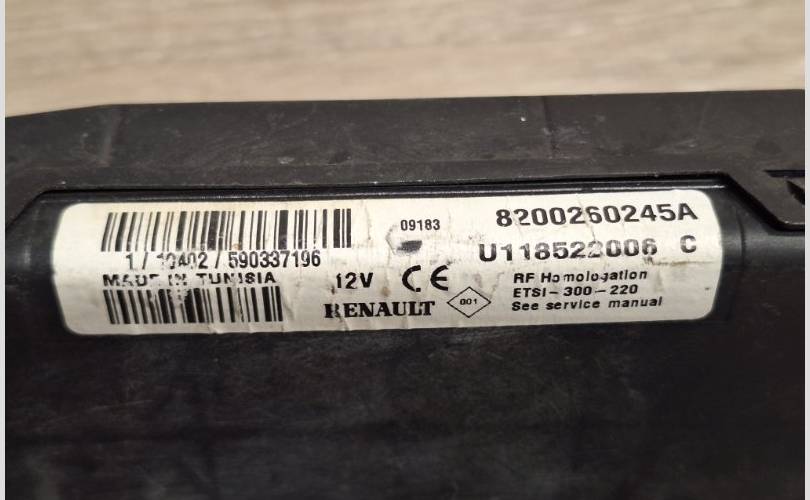 09183
8200260245A
1 / 10402 / 590337196
U118522006 C
MADE IN TUNISIA
12V CE
RF Homologation
ETSI-300-220
See service manual
RENAULT
001